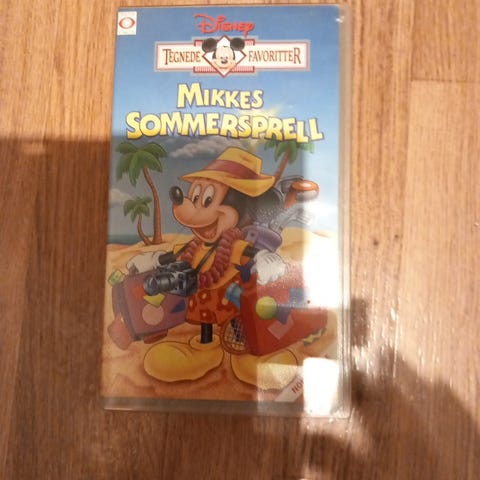 Disney
TEGNEDE FAVORITTER
MIKKES
SOMMERSPRELL